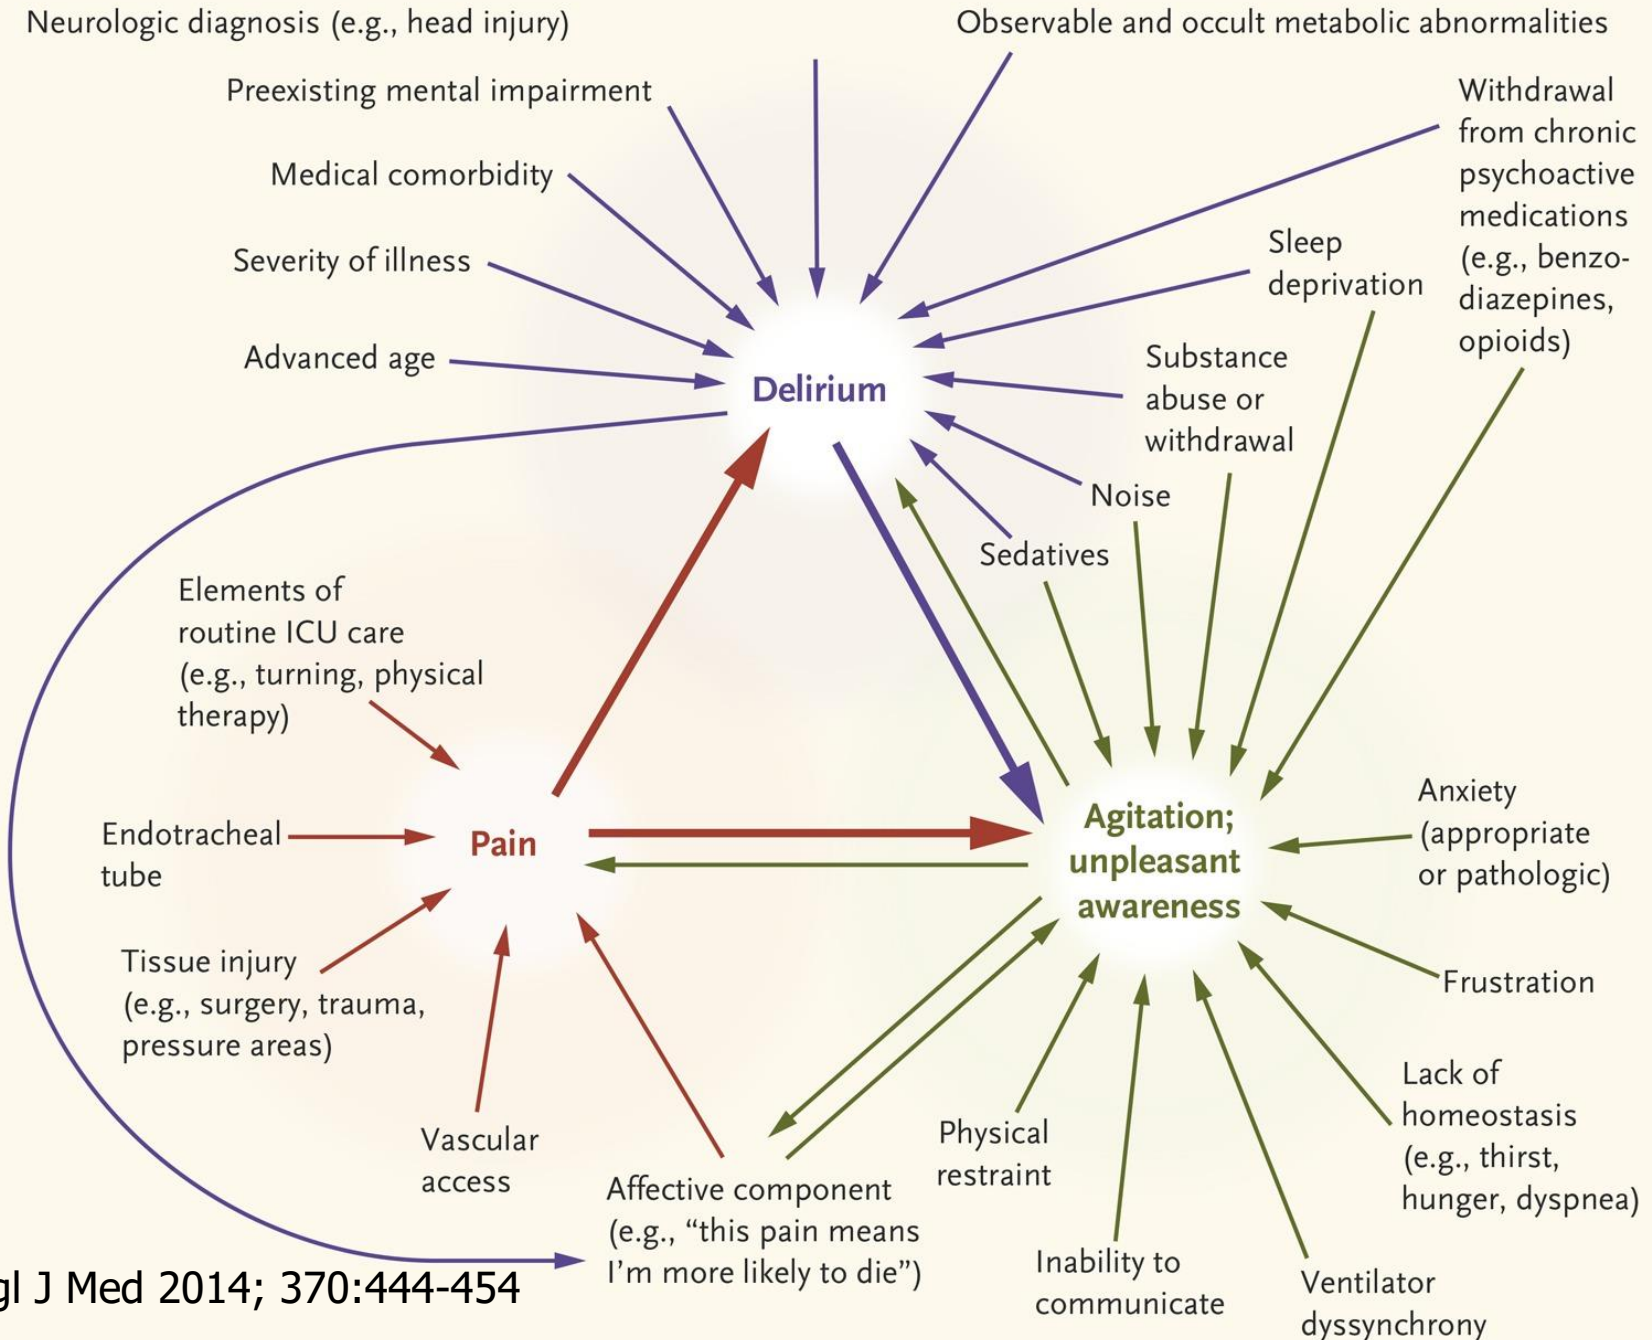 Neurologic diagnosis (e.g., head injury)
Observable and occult metabolic abnormalities
Preexisting mental impairment
Withdrawal
from chronic
psychoactive
medications
(e.g., benzo-
diazepines,
opioids)
Medical comorbidity
Sleep
deprivation
Severity of illness
Advanced age
Substance
abuse or
withdrawal
Delirium
Noise
Sedatives
Elements of
routine ICU care
(e.g., turning, physical
therapy)
Endotracheal
tube
Pain
Agitation;
unpleasant
awareness
Anxiety
(appropriate
or pathologic)
Tissue injury
(e.g., surgery, trauma,
pressure areas)
Frustration
Vascular
access
Affective component
(e.g., “this pain means
I’m more likely to die”)
Physical
restraint
Lack of
homeostasis
(e.g., thirst,
hunger, dyspnea)
Inability to
communicate
Ventilator
dyssynchrony
gl J Med 2014; 370:444-454